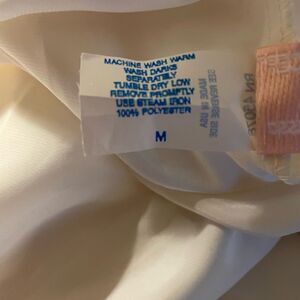 MACHINE WASH WARM
WASH DARKS
SEPARATELY
TUMBLE DRY LOW
REMOVE PROMPTLY
USE STEAM IRON
100% POLYESTER
M
SEE REVERSE SIDE
MADE IN USA